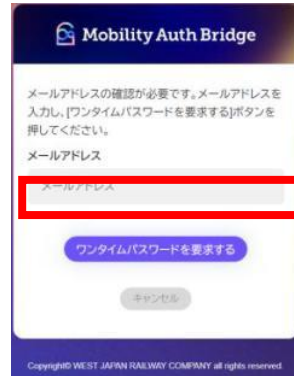 Mobility Auth Bridge
メールアドレスの確認が必要です。メールアドレスを
入力し、[ワンタイムパスワードを要求する]ボタンを
押してください。
メールアドレス
メールアドレス
ワンタイムパスワードを要求する
キャンセル
Copyright© WEST JAPAN RAILWAY COMPANY all rights reserved.